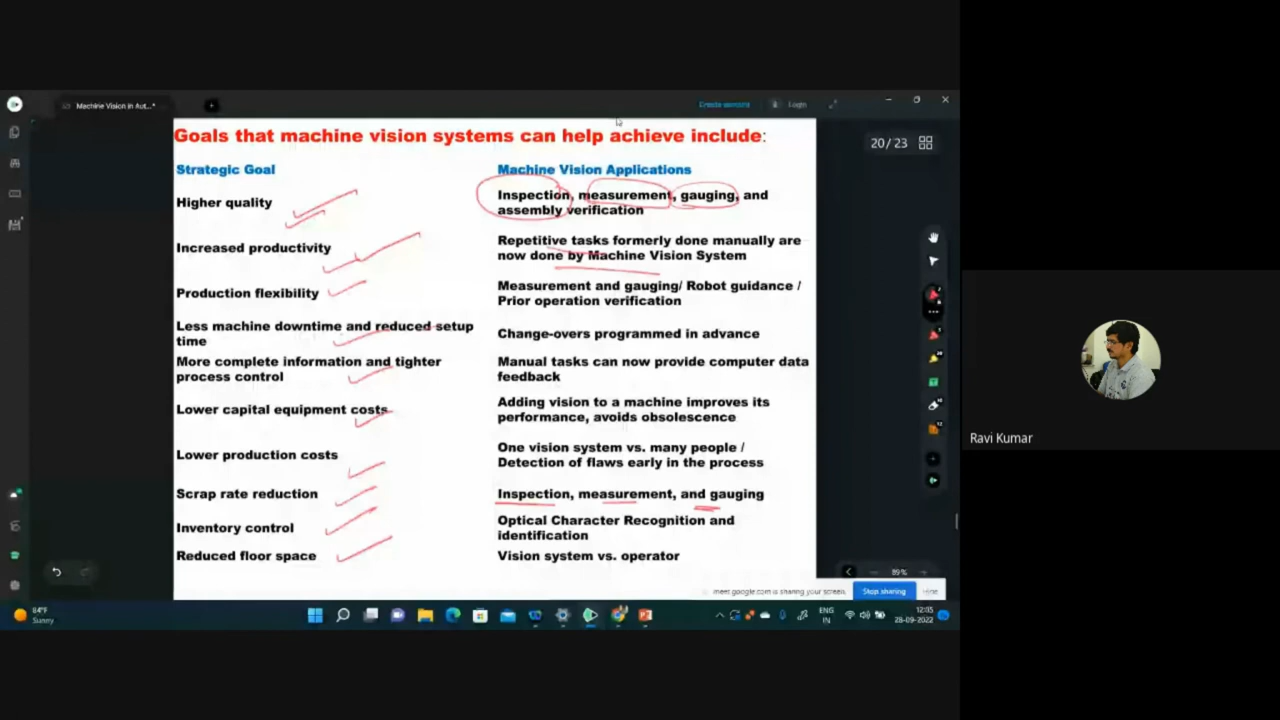 Machine Vision in Aut...*
Create account
Login
Goals that machine vision systems can help achieve include:
20 / 23
Strategic Goal
Machine Vision Applications
Higher quality
Inspection, measurement, gauging, and
assembly verification
Increased productivity
Repetitive tasks formerly done manually are
now done by Machine Vision System
Production flexibility
Measurement and gauging/ Robot guidance /
Prior operation verification
Less machine downtime and reduced setup
time
Change-overs programmed in advance
More complete information and tighter
process control
Manual tasks can now provide computer data
feedback
Lower capital equipment costs
Adding vision to a machine improves its
performance, avoids obsolescence
Lower production costs
One vision system vs. many people /
Detection of flaws early in the process
Scrap rate reduction
Inspection, measurement, and gauging
Inventory control
Optical Character Recognition and
identification
Reduced floor space
Vision system vs. operator
89%
meet.google.com is sharing your screen.
Stop sharing
Hide
84°F
Sunny
ENG
IN
12:05
28-09-2022
Ravi Kumar